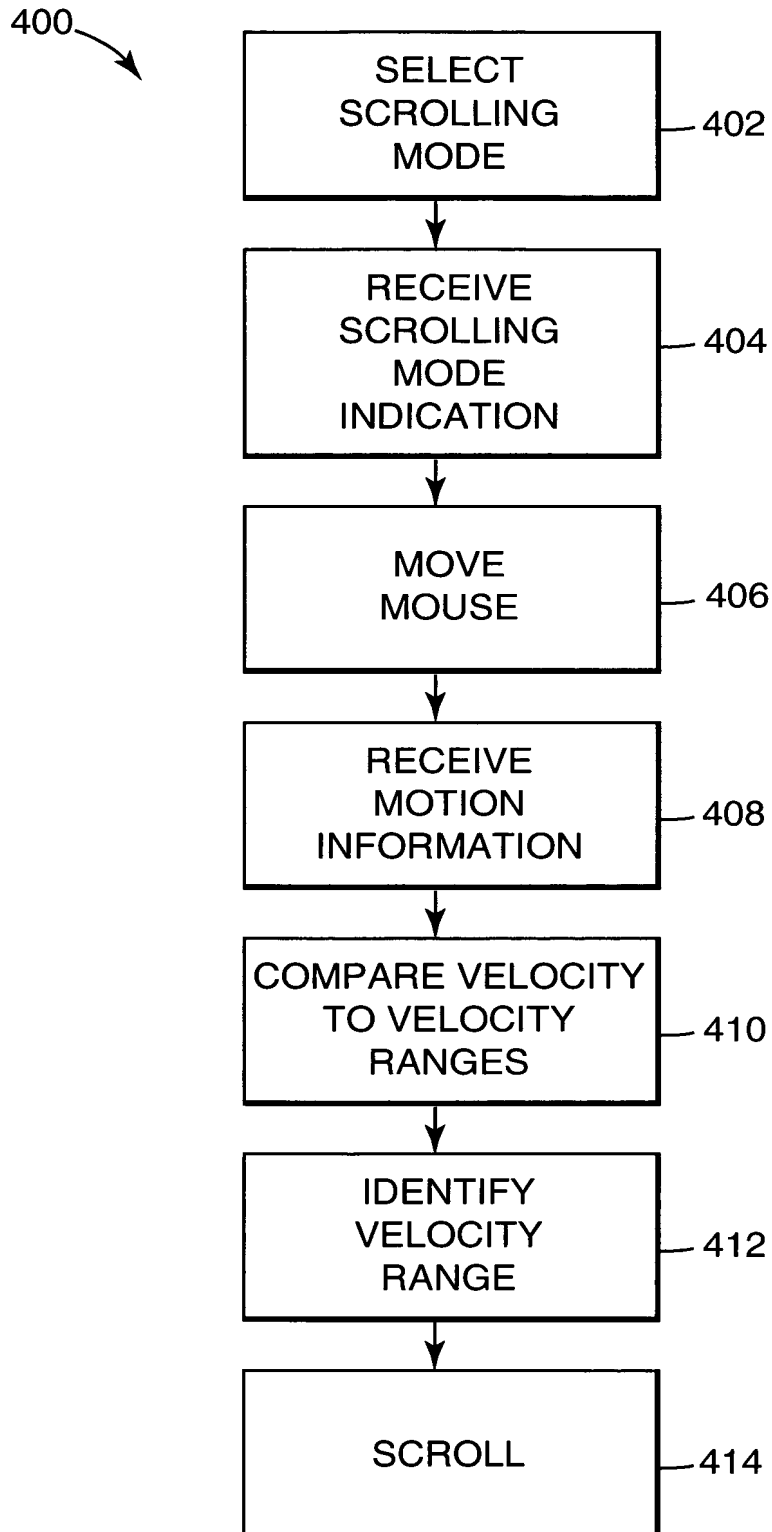 400
SELECT
SCROLLING
MODE
402
RECEIVE
SCROLLING
MODE
INDICATION
404
MOVE
MOUSE
406
RECEIVE
MOTION
INFORMATION
408
COMPARE VELOCITY
TO VELOCITY
RANGES
410
IDENTIFY
VELOCITY
RANGE
412
SCROLL
414